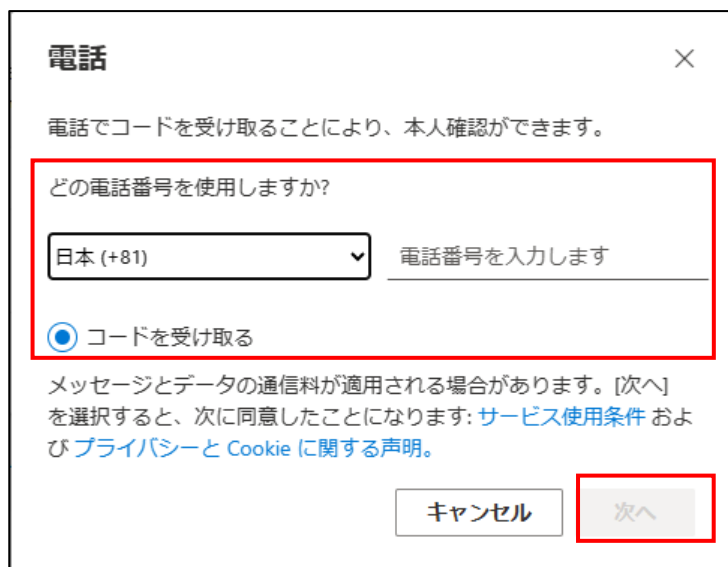 電話
電話でコードを受け取ることにより、本人確認ができます。
どの電話番号を使用しますか?
日本 (+81)
電話番号を入力します
コードを受け取る
メッセージとデータの通信料が適用される場合があります。[次へ]
を選択すると、次に同意したことになります: サービス使用条件 およ
び プライバシーと Cookie に関する声明。
キャンセル
次へ